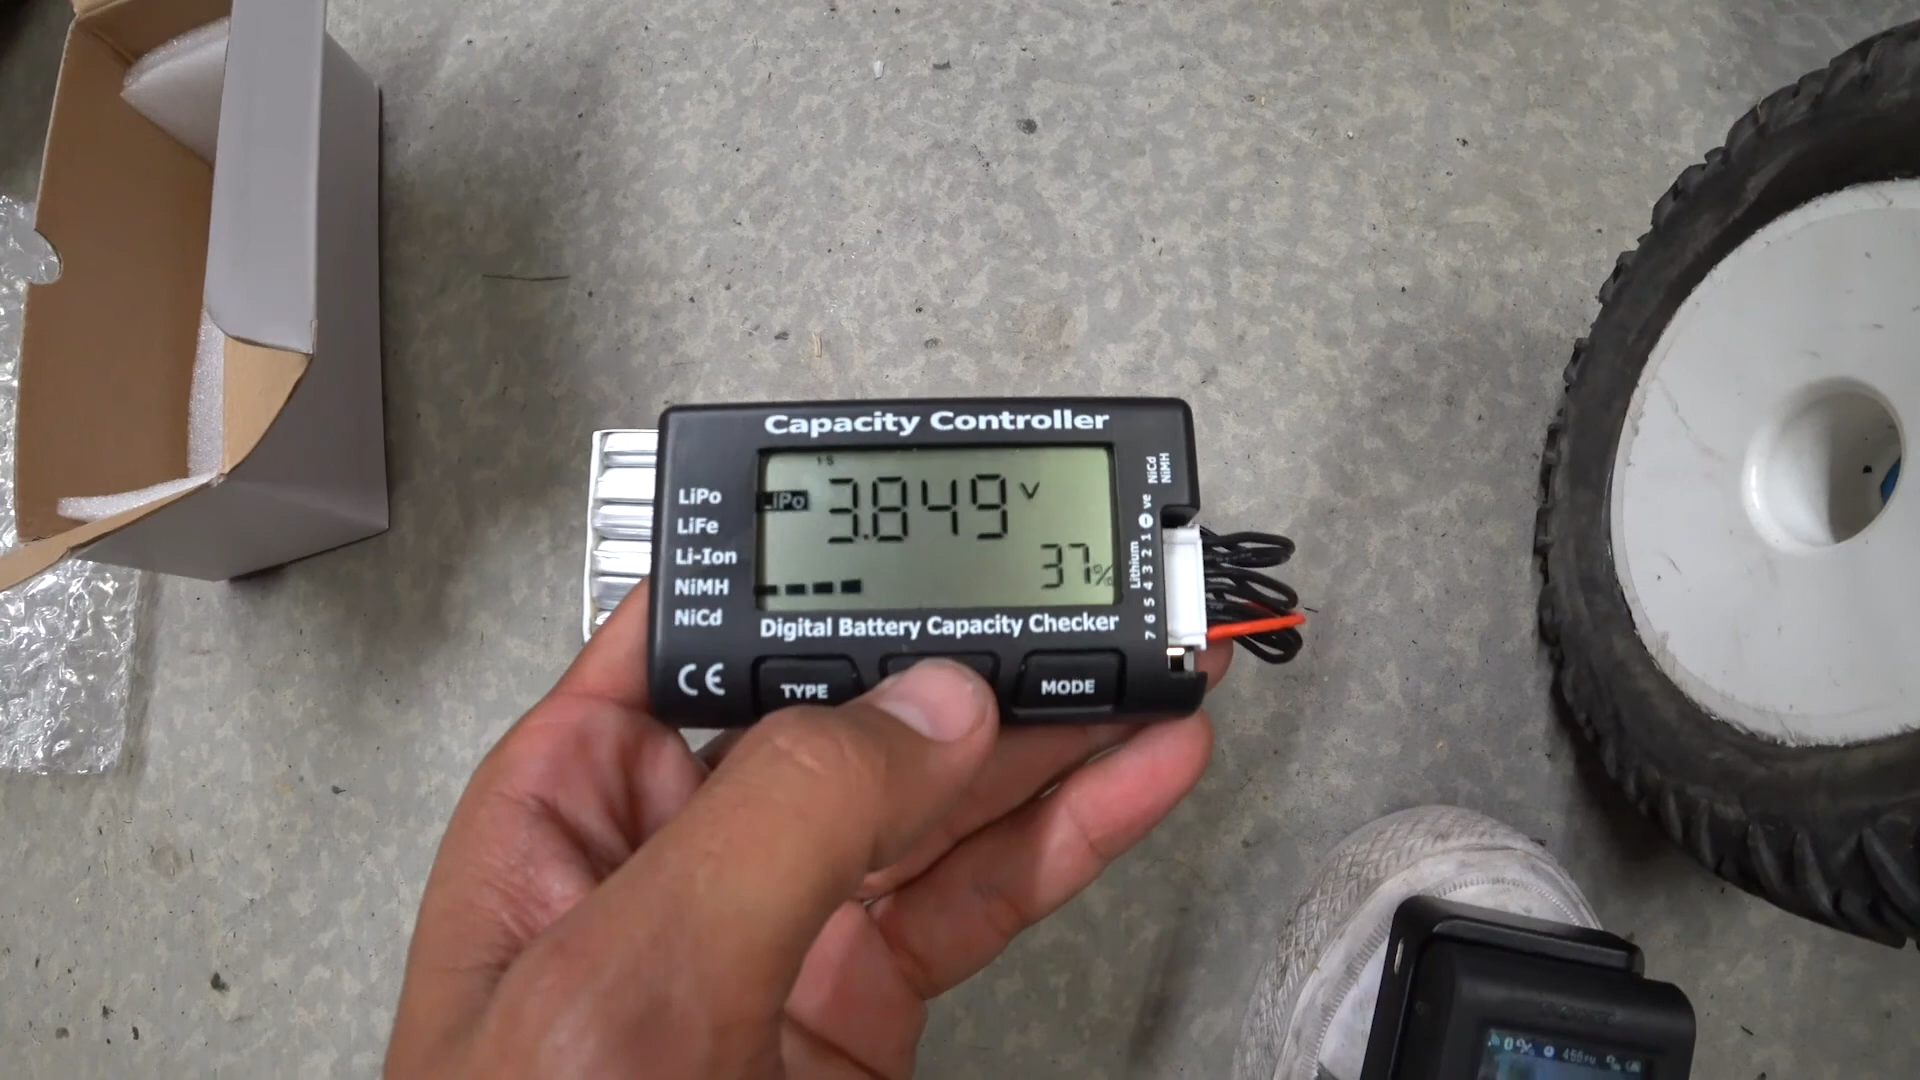 Capacity Controller
LiPo
LiFe
Li-Ion
NiMH
NiCd
1S
LiPo 3.849 V
37%
NiCd
NiMH
7 6 5 4 3 2 1 ⊖ ve
Lithium
Digital Battery Capacity Checker
CE
TYPE
MODE
0%